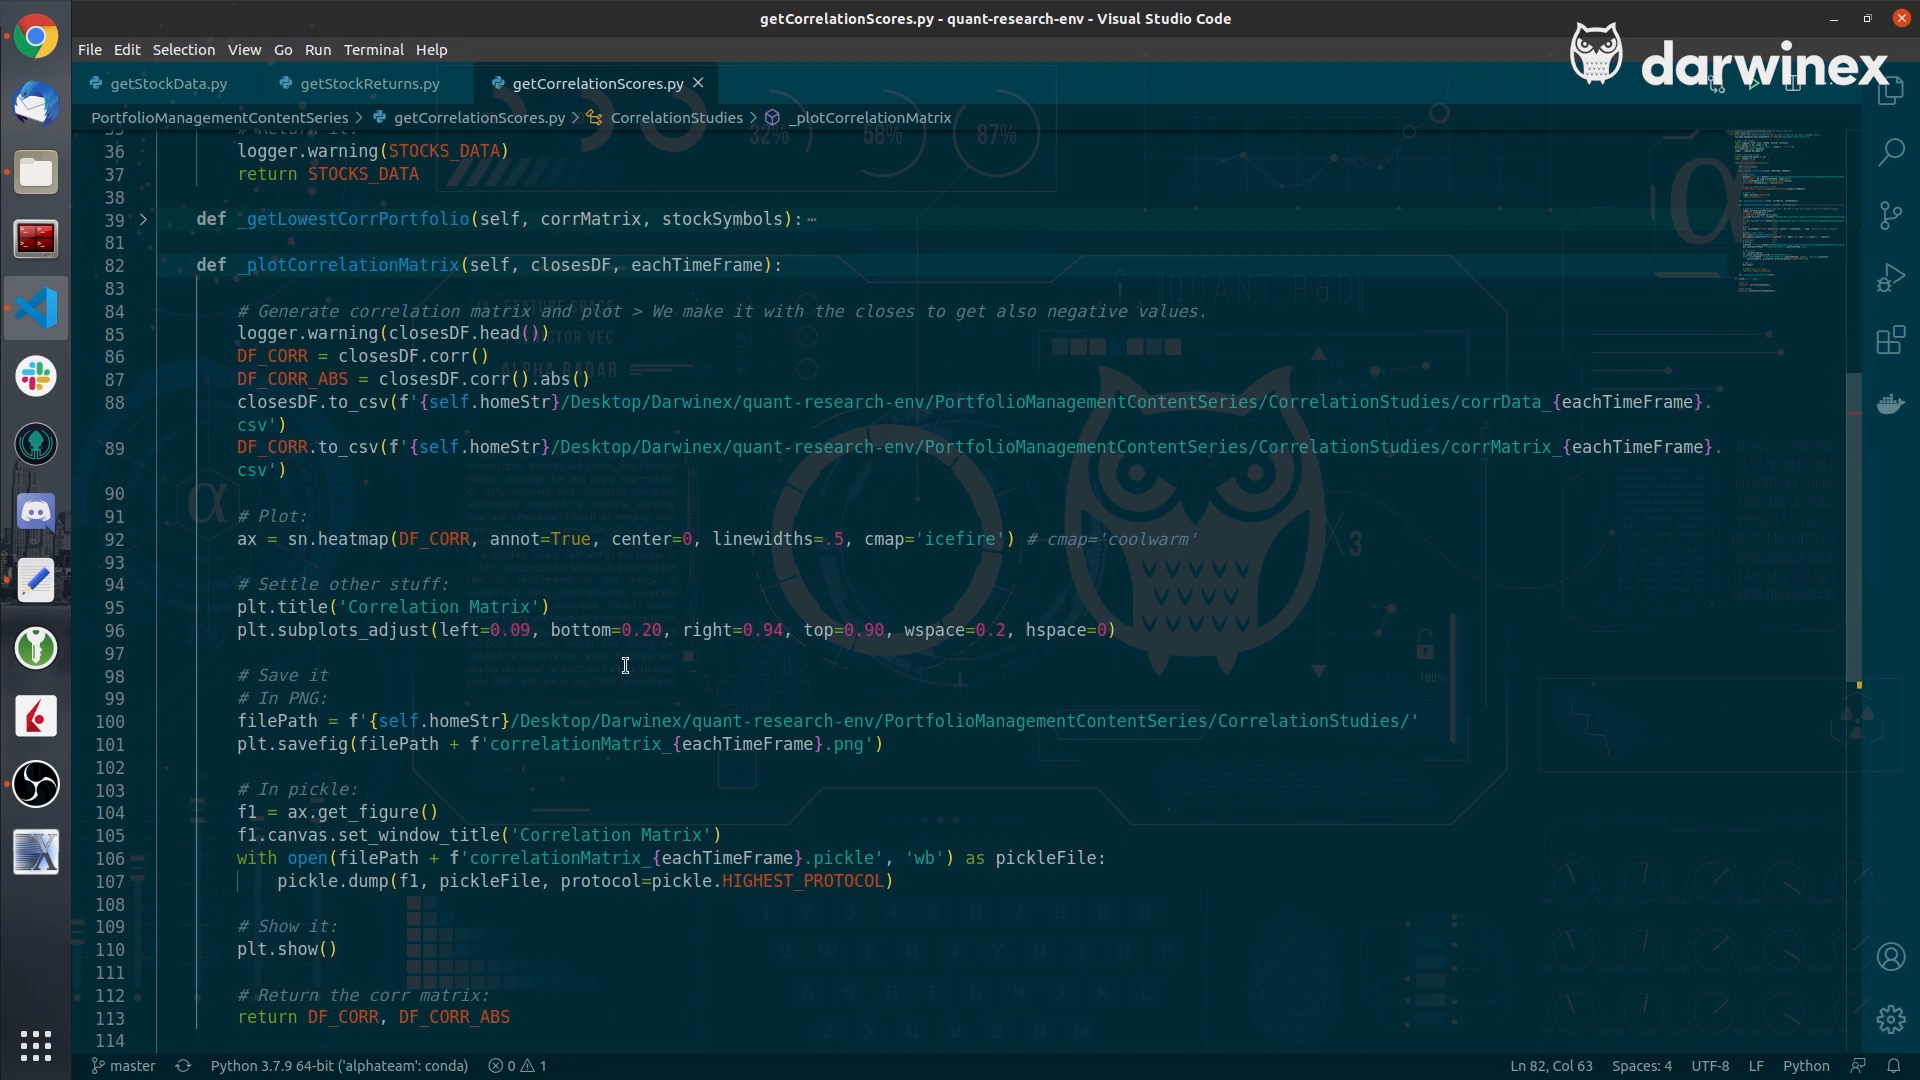 getCorrelationScores.py - quant-research-env - Visual Studio Code
File Edit Selection View Go Run Terminal Help
darwinex
getStockData.py getStockReturns.py getCorrelationScores.py
PortfolioManagementContentSeries > getCorrelationScores.py > CorrelationStudies > _plotCorrelationMatrix
32% 58% 87%
36 logger.warning(STOCKS_DATA)
37 return STOCKS_DATA
38
39 def _getLowestCorrPortfolio(self, corrMatrix, stockSymbols):
81
82 def _plotCorrelationMatrix(self, closesDF, eachTimeFrame):
83
84 # Generate correlation matrix and plot > We make it with the closes to get also negative values.
85 logger.warning(closesDF.head())
86 DF_CORR = closesDF.corr()
87 DF_CORR_ABS = closesDF.corr().abs()
88 closesDF.to_csv(f'{self.homeStr}/Desktop/Darwinex/quant-research-env/PortfolioManagementContentSeries/CorrelationStudies/corrData_{eachTimeFrame}.
csv')
89 DF_CORR.to_csv(f'{self.homeStr}/Desktop/Darwinex/quant-research-env/PortfolioManagementContentSeries/CorrelationStudies/corrMatrix_{eachTimeFrame}.
csv')
90
91 # Plot:
92 ax = sn.heatmap(DF_CORR, annot=True, center=0, linewidths=.5, cmap='icefire') # cmap='coolwarm'
93
94 # Settle other stuff:
95 plt.title('Correlation Matrix')
96 plt.subplots_adjust(left=0.09, bottom=0.20, right=0.94, top=0.90, wspace=0.2, hspace=0)
97
98 # Save it
99 # In PNG:
100 filePath = f'{self.homeStr}/Desktop/Darwinex/quant-research-env/PortfolioManagementContentSeries/CorrelationStudies/'
101 plt.savefig(filePath + f'correlationMatrix_{eachTimeFrame}.png')
102
103 # In pickle:
104 f1 = ax.get_figure()
105 f1.canvas.set_window_title('Correlation Matrix')
106 with open(filePath + f'correlationMatrix_{eachTimeFrame}.pickle', 'wb') as pickleFile:
107 pickle.dump(f1, pickleFile, protocol=pickle.HIGHEST_PROTOCOL)
108
109 # Show it:
110 plt.show()
111
112 # Return the corr matrix:
113 return DF_CORR, DF_CORR_ABS
114
QUANT R&D
ALPHA RADAR
master Python 3.7.9 64-bit ('alphateam': conda) 0 1 Ln 82, Col 63 Spaces: 4 UTF-8 LF Python